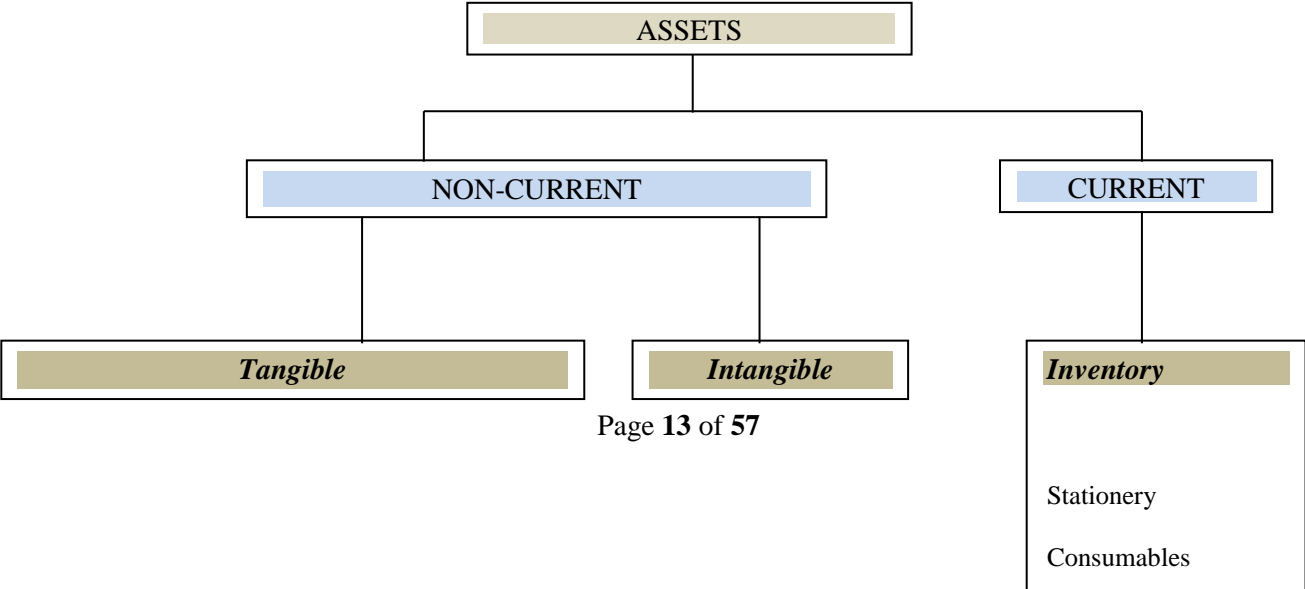 ASSETS
NON-CURRENT
CURRENT
Tangible
Intangible
Inventory
Page 13 of 57
Stationery
Consumables